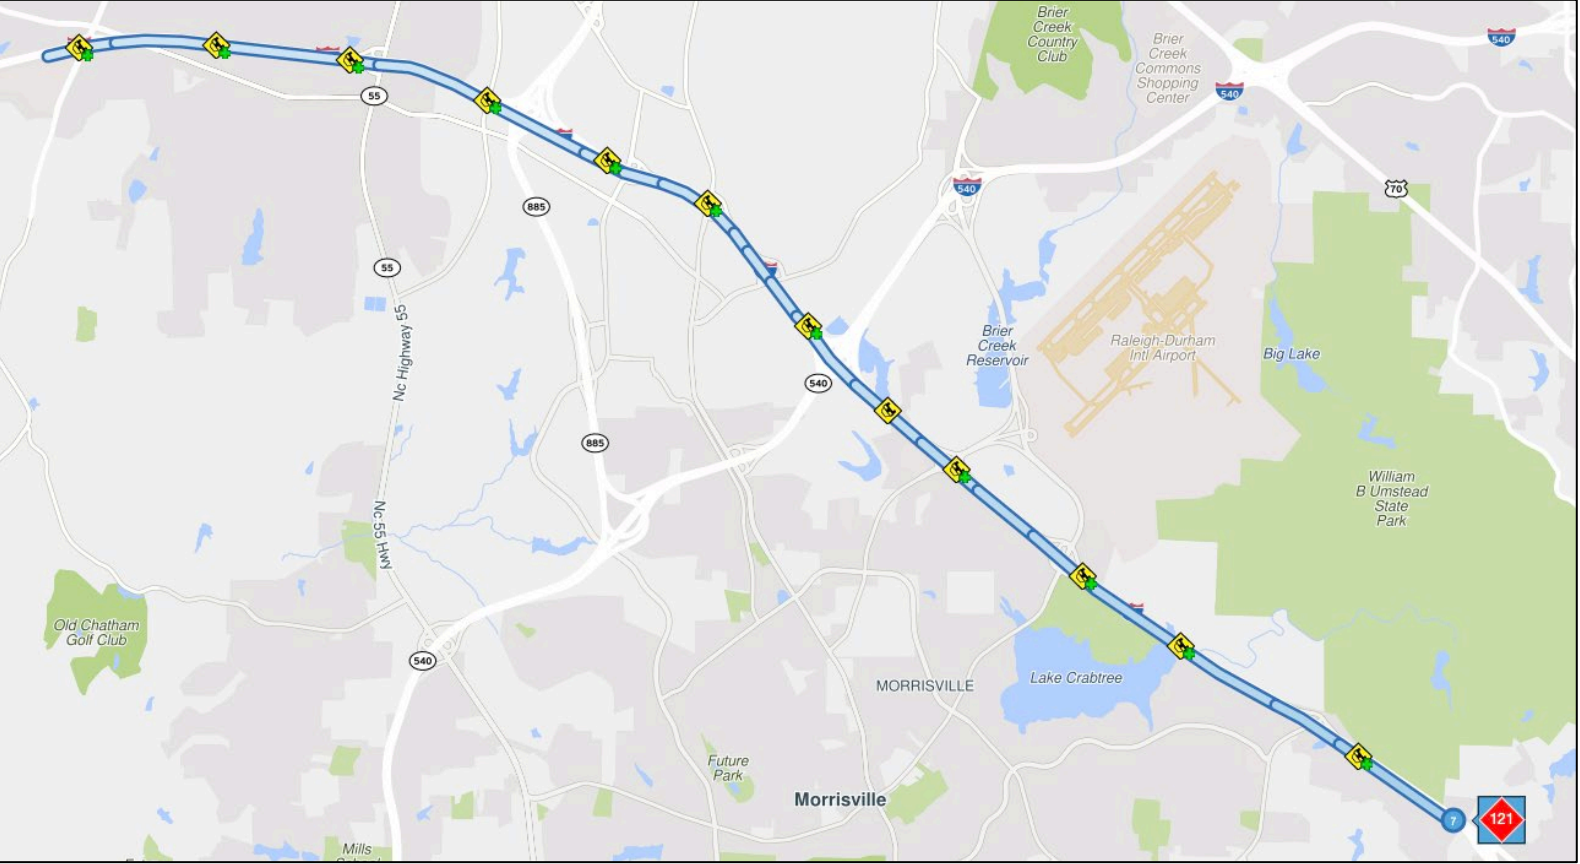 Brier
Creek
Country
Club
Brier
Creek
Commons
Shopping
Center
540
540
55
540
70
885
55
Nc Highway 55
Brier
Creek
Reservoir
Raleigh-Durham
Intl Airport
Big Lake
540
885
William
B Umstead
State
Park
Nc 55 Hwy
Old Chatham
Golf Club
540
MORRISVILLE
Lake Crabtree
Future
Park
Morrisville
7
121
Mills